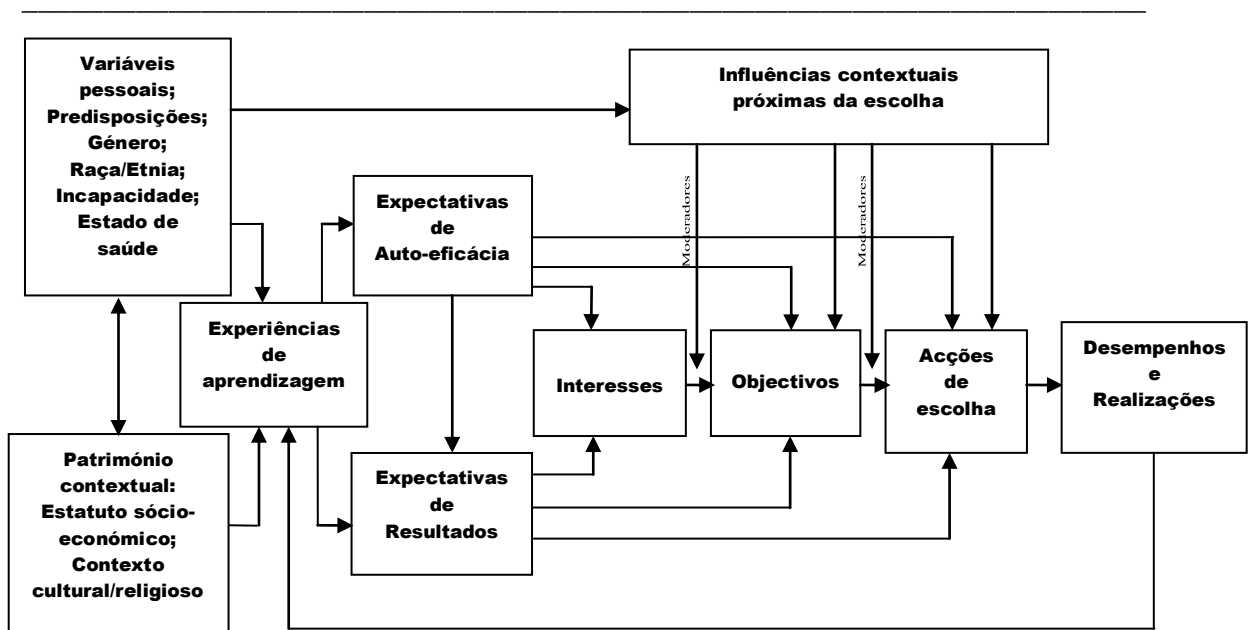 Variáveis
pessoais;
Predisposições;
Género;
Raça/Etnia;
Incapacidade;
Estado de
saúde
Influências contextuais
próximas da escolha
Moderadores
Moderadores
Expectativas
de
Auto-eficácia
Experiências
de
aprendizagem
Interesses
Objectivos
Acções
de
escolha
Desempenhos
e
Realizações
Património
contextual:
Estatuto sócio-
económico;
Contexto
cultural/religioso
Expectativas
de
Resultados